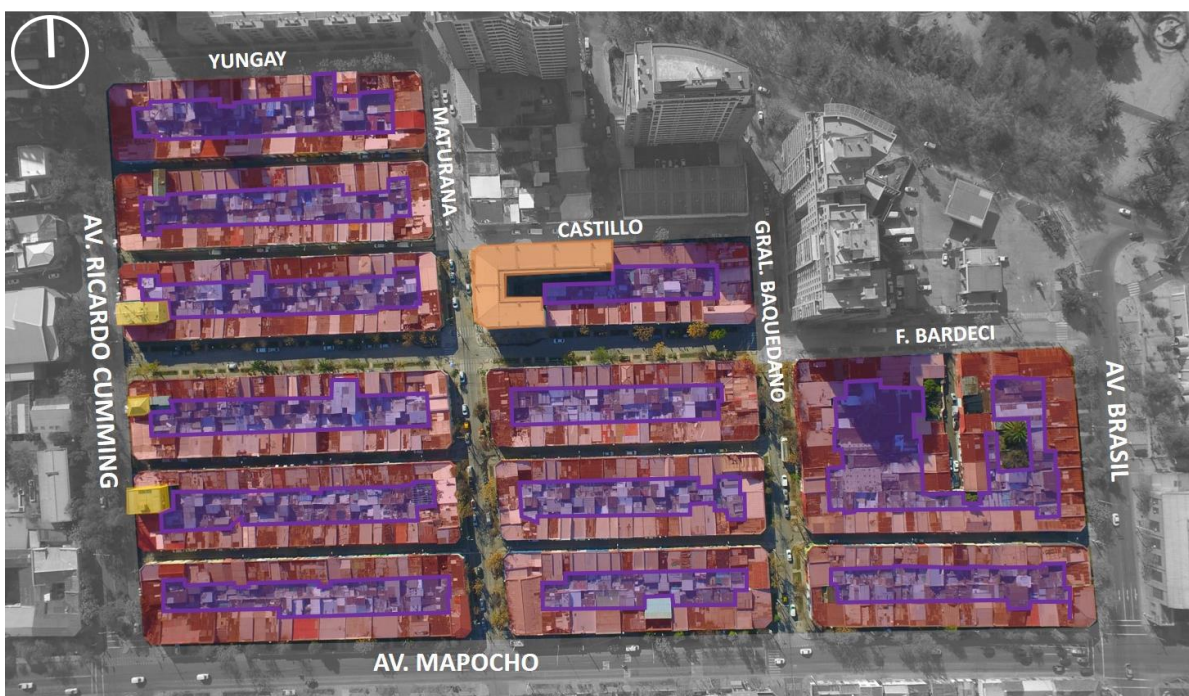 YUNGAY
MATURANA
CASTILLO
AV. RICARDO CUMMING
GRAL. BAQUEDANO
F. BARDECI
AV. BRASIL
AV. MAPOCHO